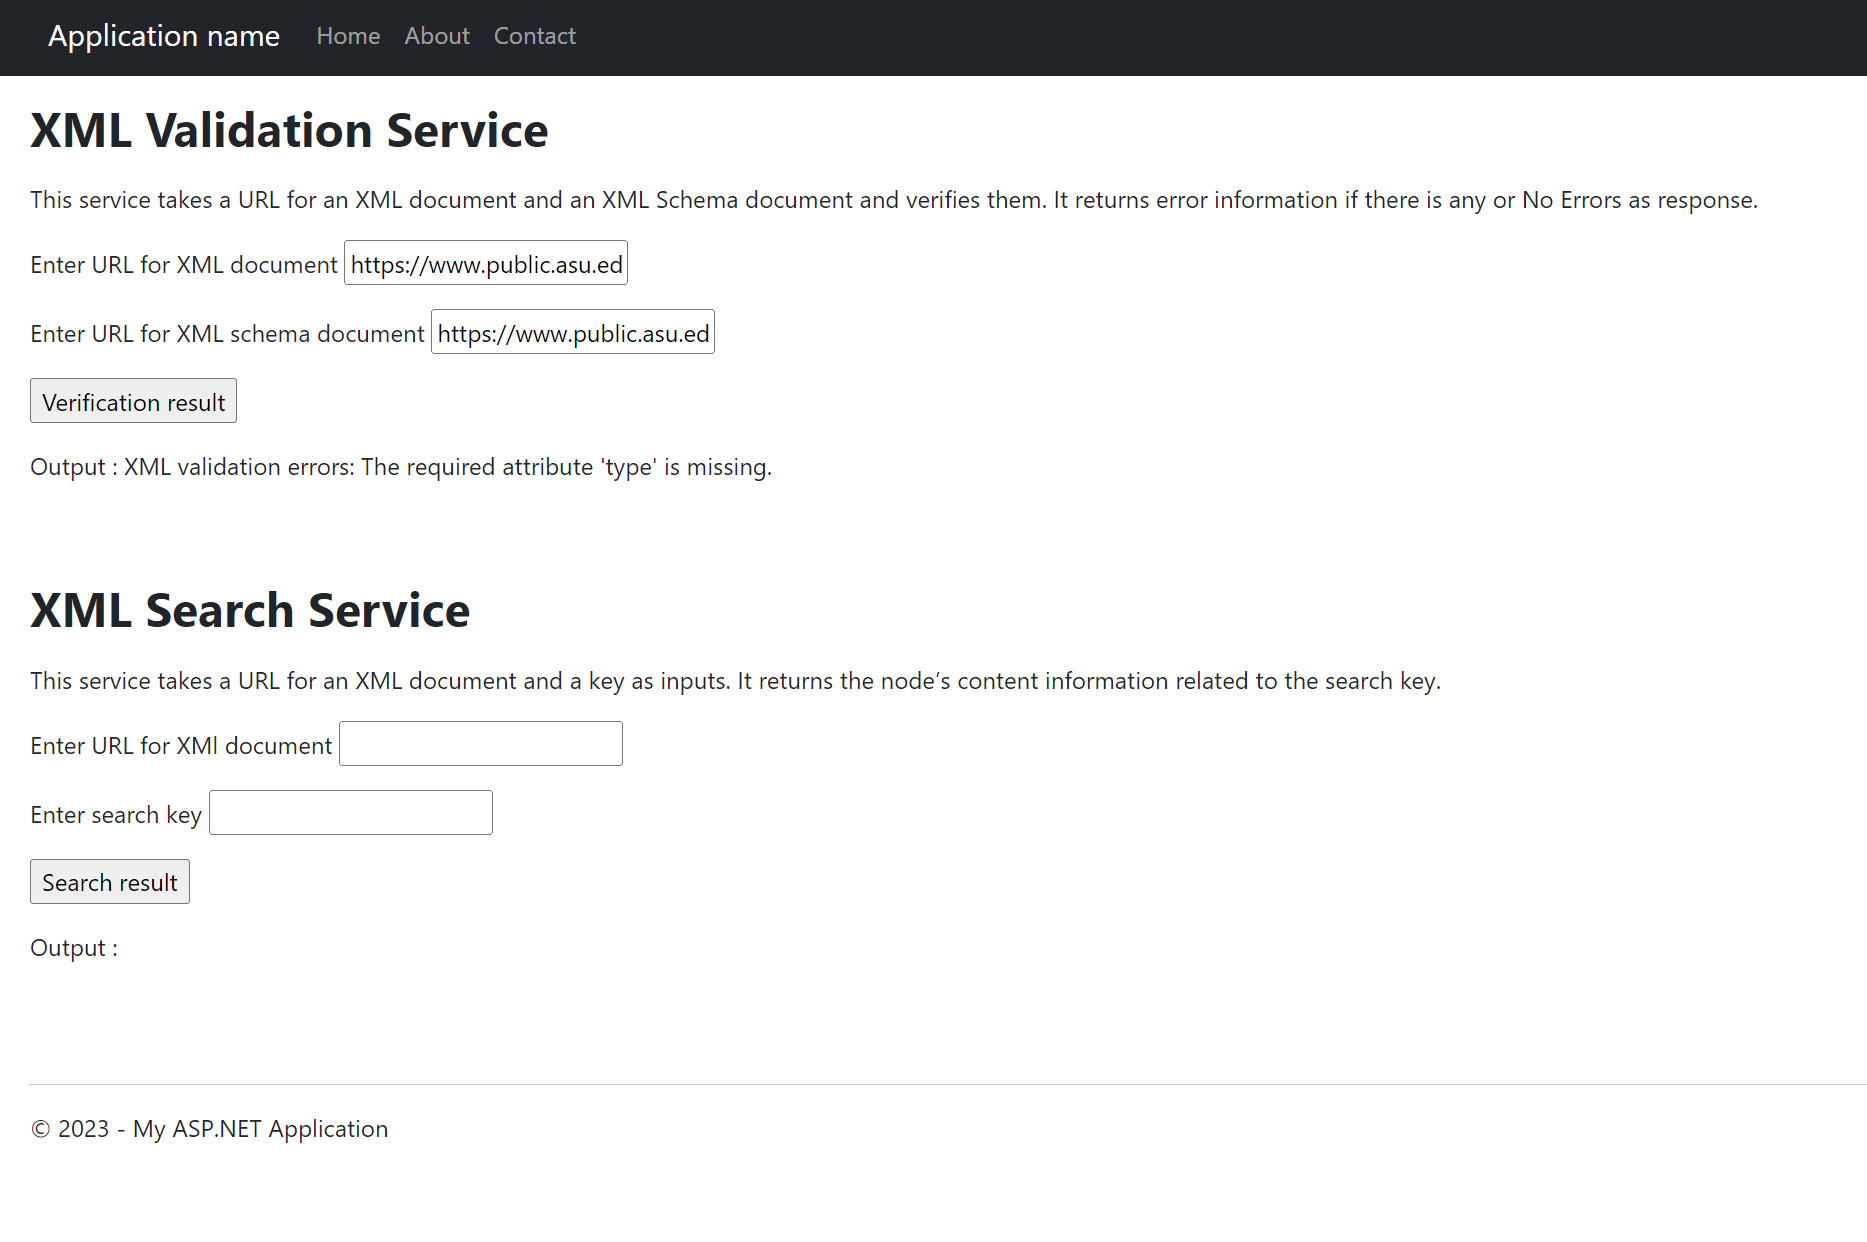 Application name Home About Contact
XML Validation Service
This service takes a URL for an XML document and an XML Schema document and verifies them. It returns error information if there is any or No Errors as response.
Enter URL for XML document https://www.public.asu.ed
Enter URL for XML schema document https://www.public.asu.ed
Verification result
Output : XML validation errors: The required attribute 'type' is missing.
XML Search Service
This service takes a URL for an XML document and a key as inputs. It returns the node’s content information related to the search key.
Enter URL for XMl document
Enter search key
Search result
Output :
© 2023 - My ASP.NET Application